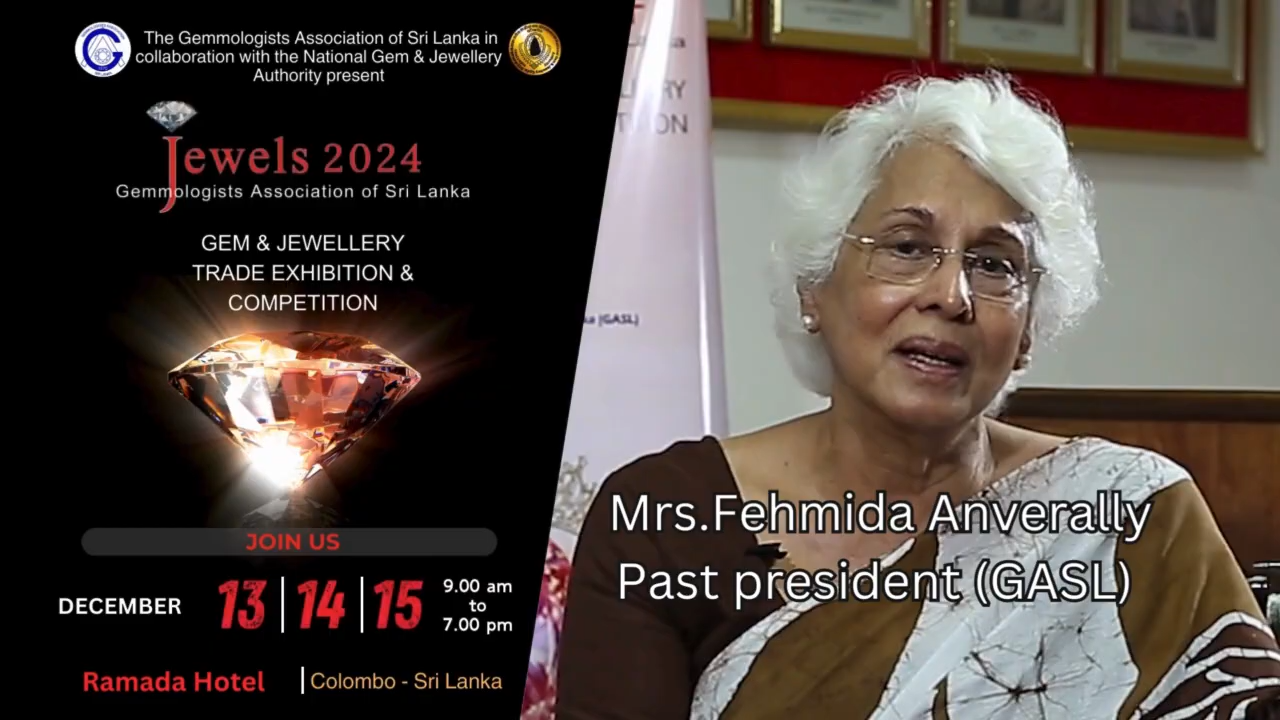 The Gemmologists Association of Sri Lanka in
collaboration with the National Gem & Jewellery
Authority present
Jewels 2024
Gemmologists Association of Sri Lanka
GEM & JEWELLERY
TRADE EXHIBITION &
COMPETITION
JOIN US
DECEMBER
13 | 14 | 15
9.00 am
to
7.00 pm
Ramada Hotel
Colombo - Sri Lanka
(GASL)
Mrs.Fehmida Anverally
Past president (GASL)